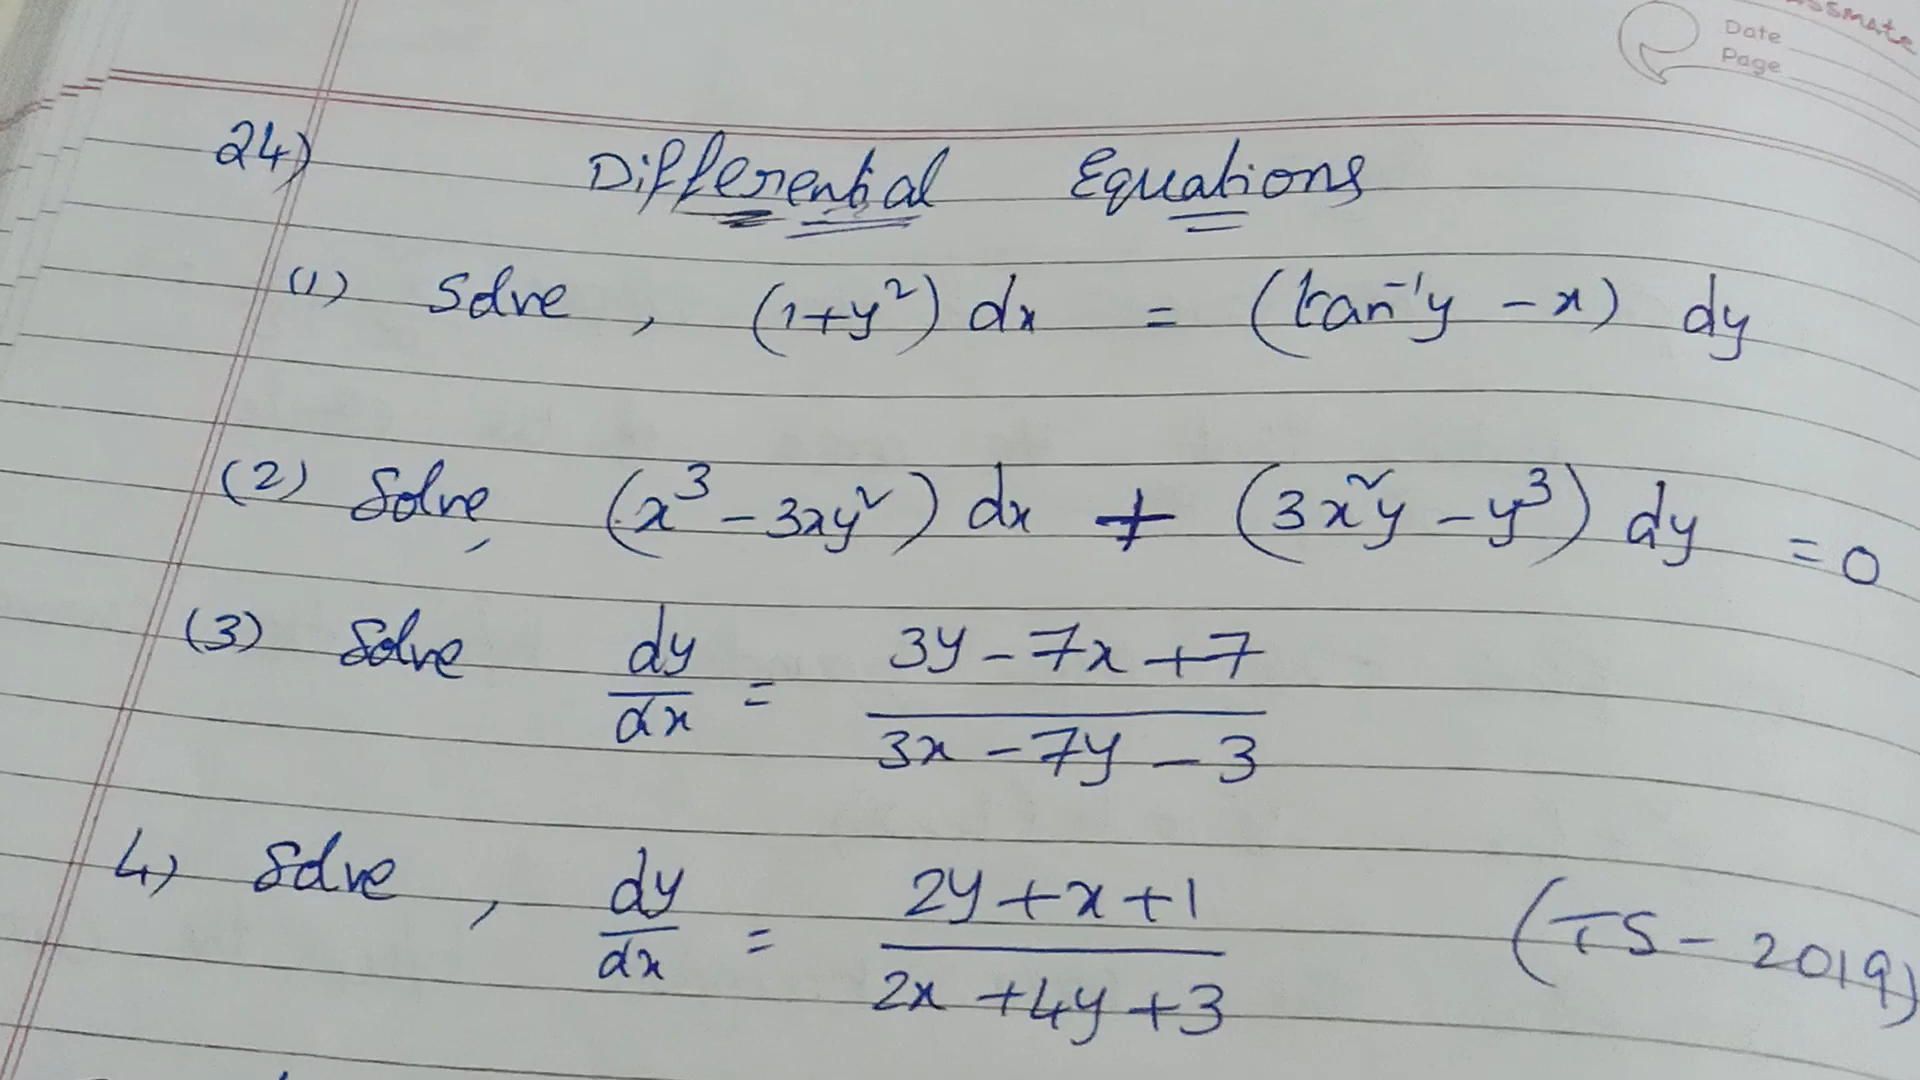 Date
Page
24) Differential Equations
(1) Solve, (1+y²) dx = (tan⁻¹y - x) dy
(2) Solve, (x³ - 3xy²) dx + (3x²y - y³) dy = 0
(3) Solve dy/dx = (3y - 7x + 7)/(3x - 7y - 3)
4) Solve, dy/dx = (2y + x + 1)/(2x + 4y + 3) (TS - 2019)